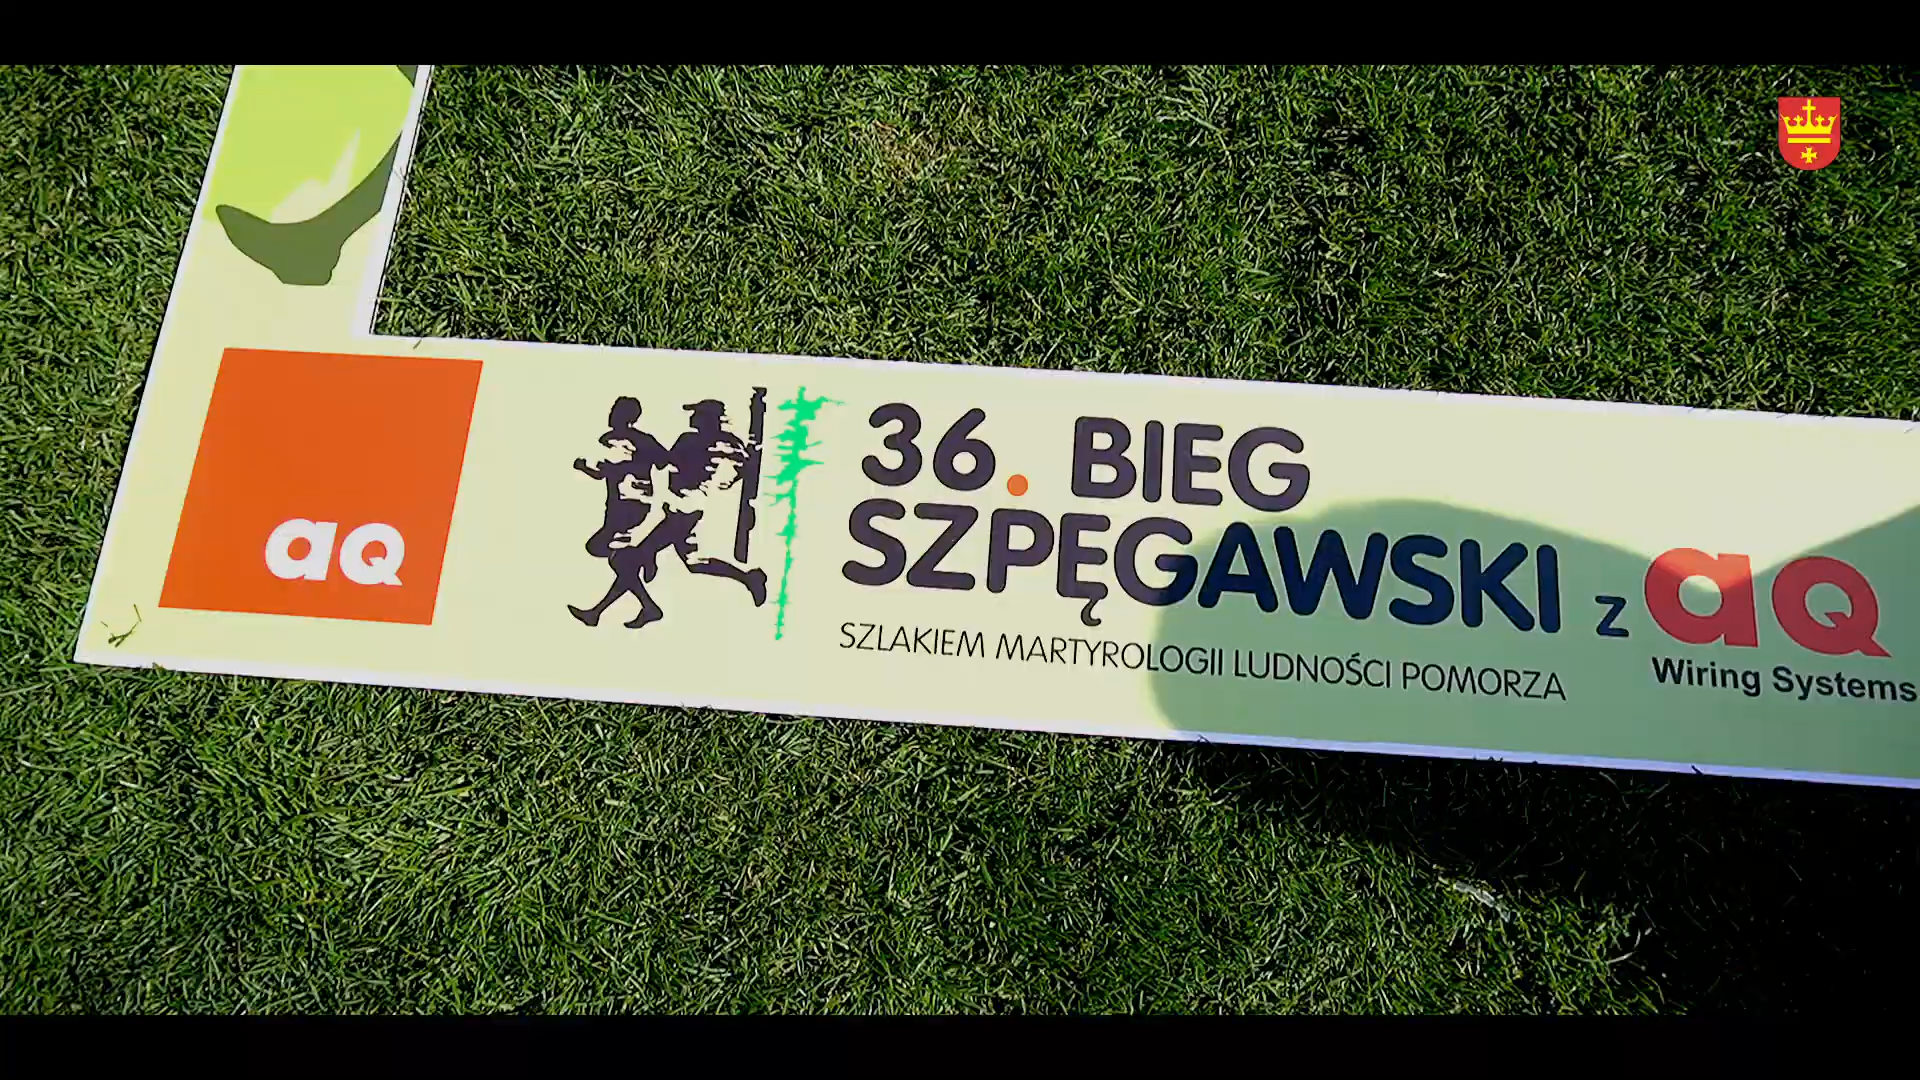 aQ
36. BIEG
SZPĘGAWSKI z aQ
Wiring Systems
SZLAKIEM MARTYROLOGII LUDNOŚCI POMORZA